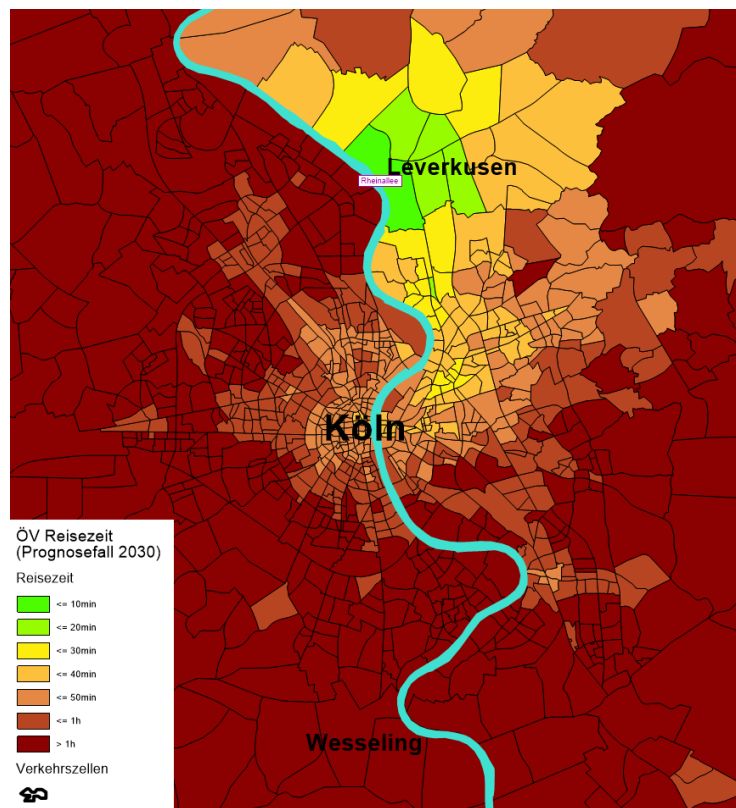 Leverkusen
Rheinallee
Köln
Wesseling
ÖV Reisezeit
(Prognosefall 2030)
Reisezeit
<= 10min
<= 20min
<= 30min
<= 40min
<= 50min
<= 1h
> 1h
Verkehrszellen